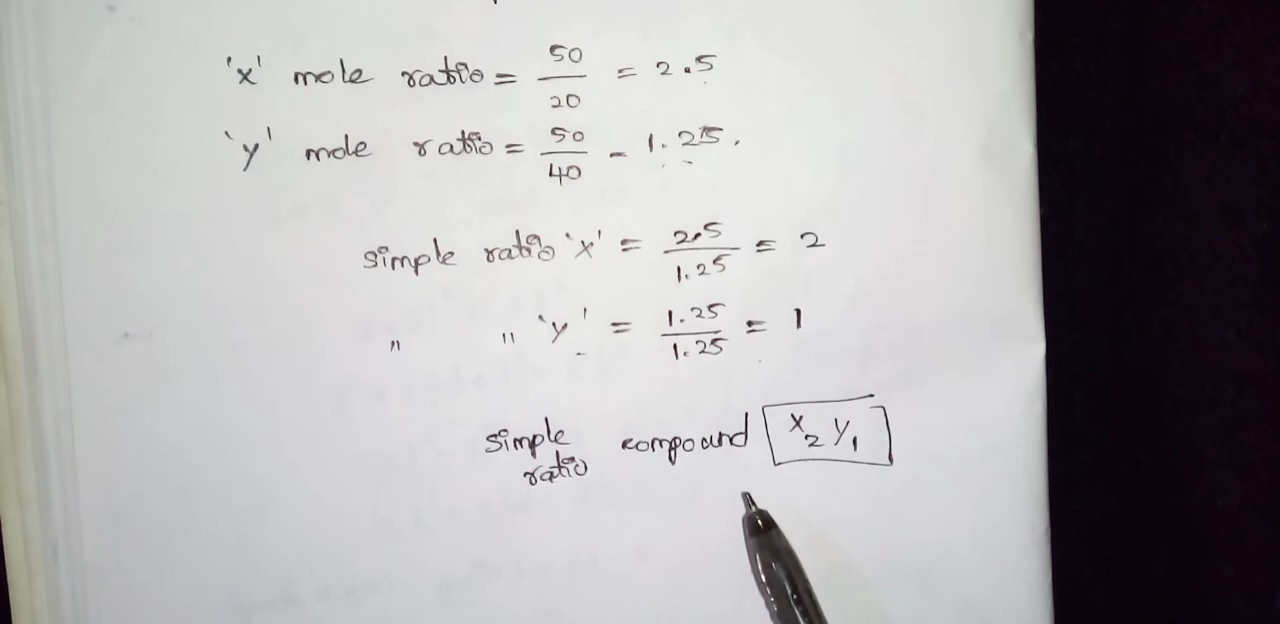 'x' mole ratio = 50/20 = 2.5
'y' mole ratio = 50/40 - 1.25.
simple ratio 'x' = 2.5/1.25 = 2
" " 'y' = 1.25/1.25 = 1
simple ratio compound X₂Y₁